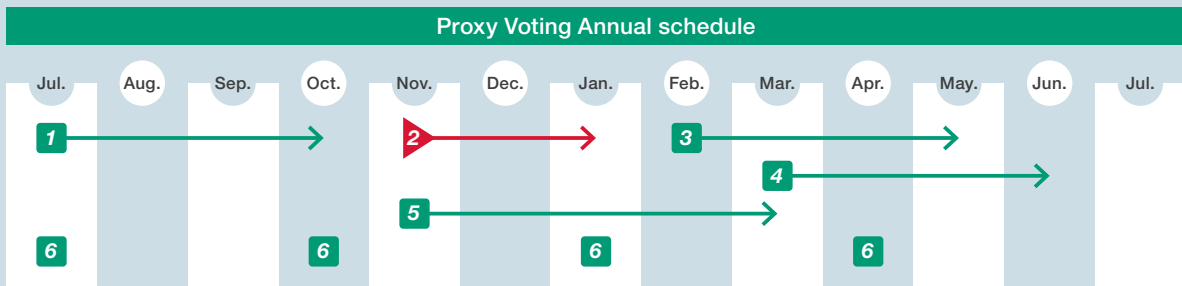 Proxy Voting Annual schedule
Jul. Aug. Sep. Oct. Nov. Dec. Jan. Feb. Mar. Apr. May. Jun. Jul.
1 2 3
4
5
6 6 6 6